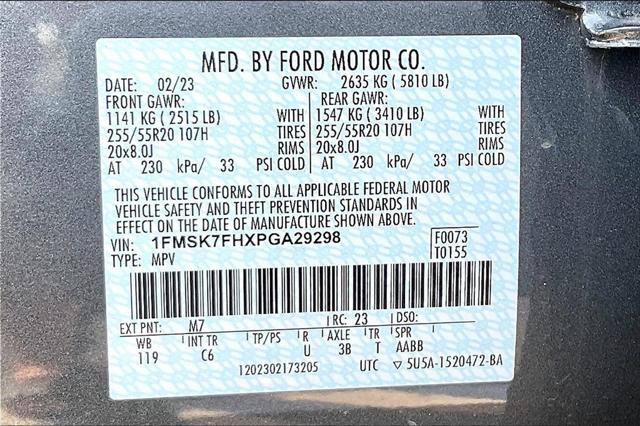 MFD. BY FORD MOTOR CO.
DATE: 02/23 GVWR: 2635 KG ( 5810 LB)
FRONT GAWR: REAR GAWR:
1141 KG ( 2515 LB) WITH 1547 KG ( 3410 LB) WITH
255/55R20 107H TIRES 255/55R20 107H TIRES
20x8.0J RIMS 20x8.0J RIMS
AT 230 kPa/ 33 PSI COLD AT 230 kPa/ 33 PSI COLD
THIS VEHICLE CONFORMS TO ALL APPLICABLE FEDERAL MOTOR
VEHICLE SAFETY AND THEFT PREVENTION STANDARDS IN
EFFECT ON THE DATE OF MANUFACTURE SHOWN ABOVE.
VIN: 1FMSK7FHXPGA29298 F0073
TYPE: MPV T0155
EXT PNT: M7 RC: 23 DSO:
WB INT TR TP/PS R AXLE TR SPR
119 C6 U 3B T AABB
1202302173205 UTC ▽ 5U5A-1520472-BA